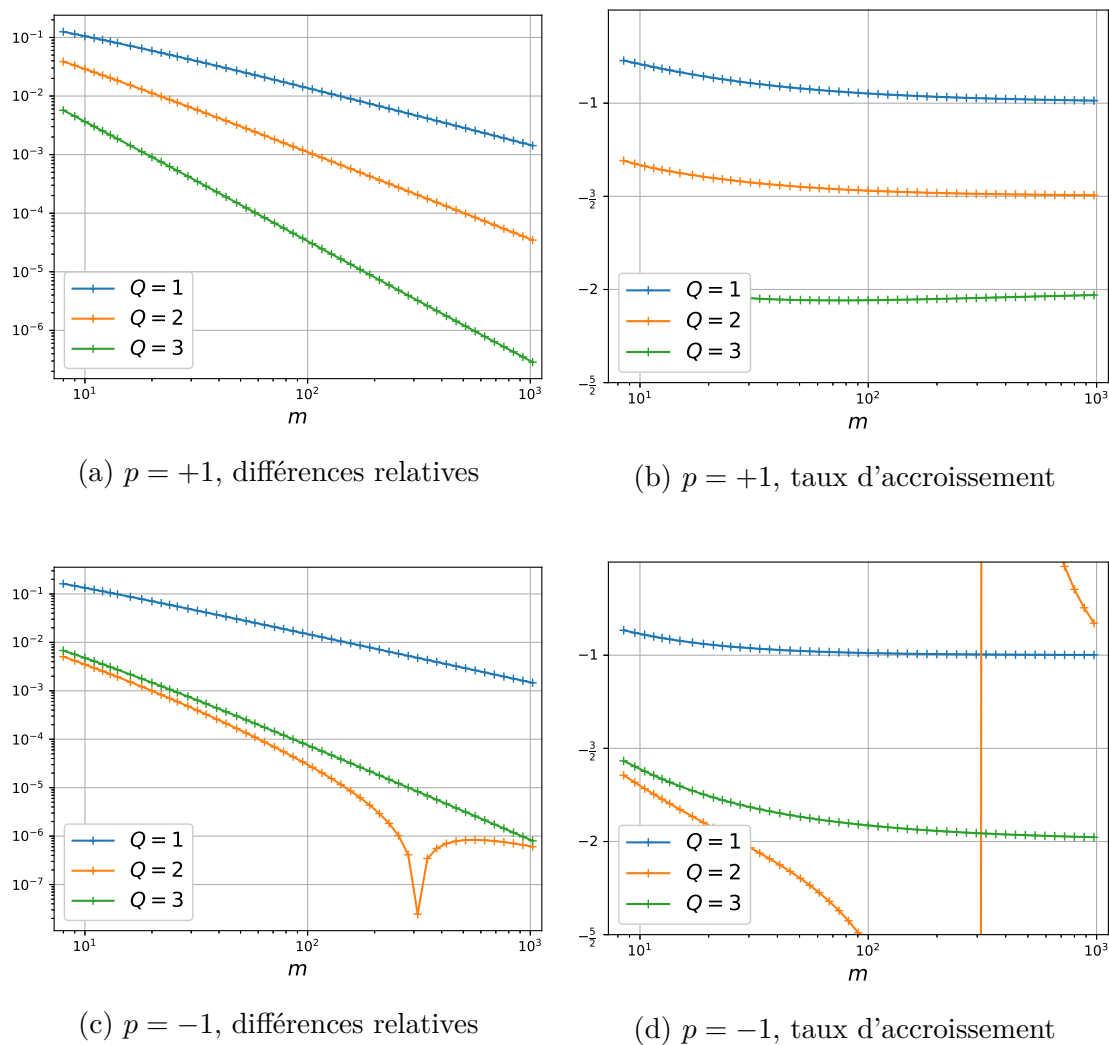 10⁻¹
10⁻²
10⁻³
10⁻⁴
10⁻⁵
10⁻⁶
Q = 1
Q = 2
Q = 3
10¹ 10² 10³
m
(a) p = +1, différences relatives
−1
−3/2
−2
−5/2
Q = 1
Q = 2
Q = 3
10¹ 10² 10³
m
(b) p = +1, taux d'accroissement
10⁻¹
10⁻²
10⁻³
10⁻⁴
10⁻⁵
10⁻⁶
10⁻⁷
Q = 1
Q = 2
Q = 3
10¹ 10² 10³
m
(c) p = −1, différences relatives
−1
−3/2
−2
−5/2
Q = 1
Q = 2
Q = 3
10¹ 10² 10³
m
(d) p = −1, taux d'accroissement